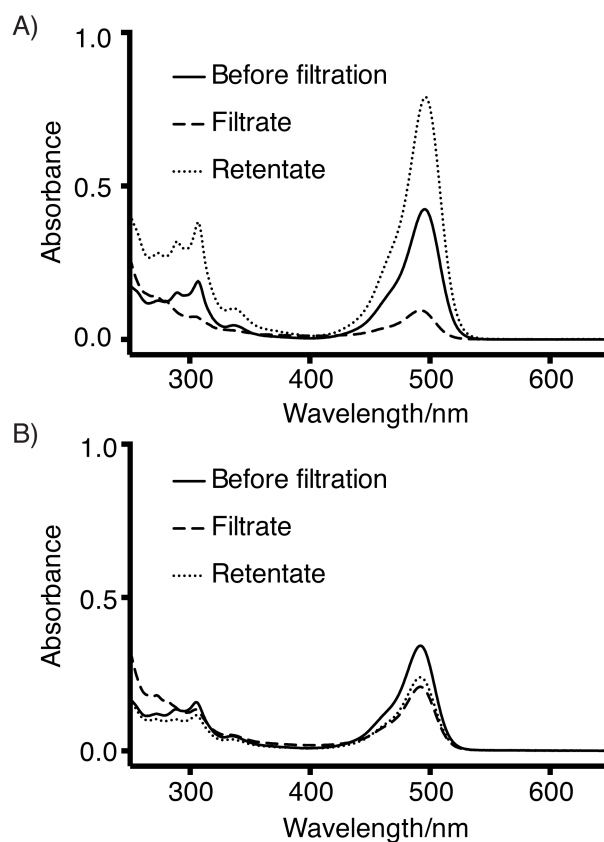 A)
1.0
Before filtration
Filtrate
Retentate
0.5
Absorbance
0.0
300 400 500 600
Wavelength/nm
B)
1.0
Before filtration
Filtrate
Retentate
0.5
Absorbance
0.0
300 400 500 600
Wavelength/nm